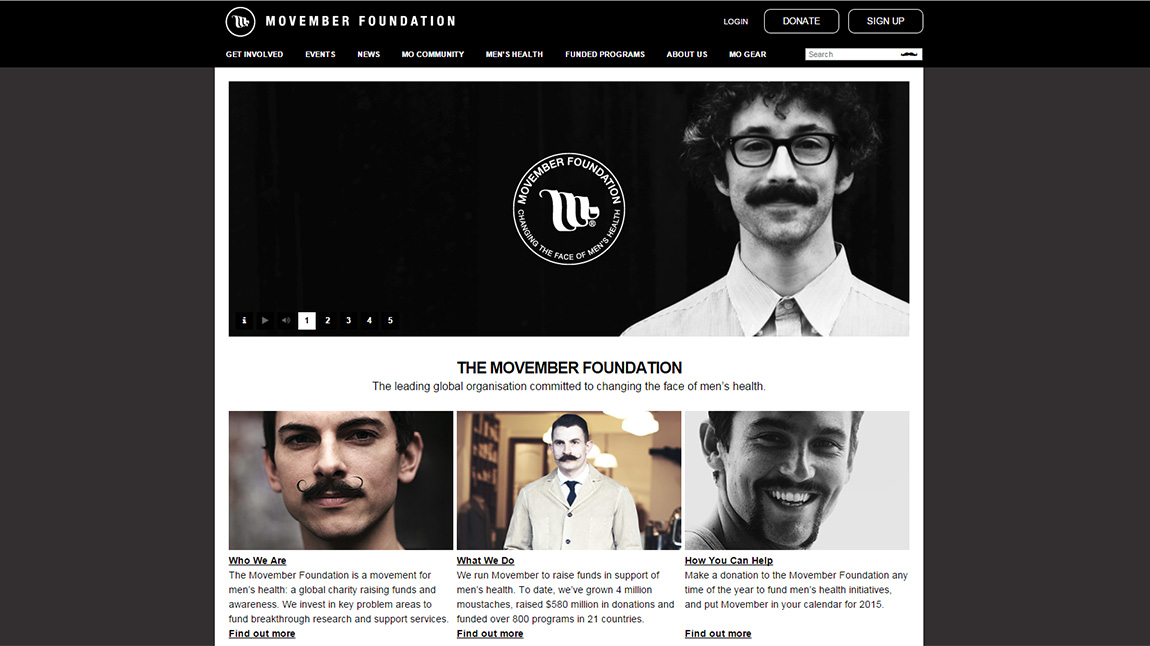 MOVEMBER FOUNDATION
LOGIN
DONATE
SIGN UP
GET INVOLVED EVENTS NEWS MO COMMUNITY MEN'S HEALTH FUNDED PROGRAMS ABOUT US MO GEAR
Search
MOVEMBER FOUNDATION
®
CHANGING THE FACE OF MEN'S HEALTH
i 1 2 3 4 5
THE MOVEMBER FOUNDATION
The leading global organisation committed to changing the face of men's health.
Who We Are
The Movember Foundation is a movement for
men's health: a global charity raising funds and
awareness. We invest in key problem areas to
fund breakthrough research and support services.
Find out more
What We Do
We run Movember to raise funds in support of
men's health. To date, we've grown 4 million
moustaches, raised $580 million in donations and
funded over 800 programs in 21 countries.
Find out more
How You Can Help
Make a donation to the Movember Foundation any
time of the year to fund men's health initiatives,
and put Movember in your calendar for 2015.
Find out more